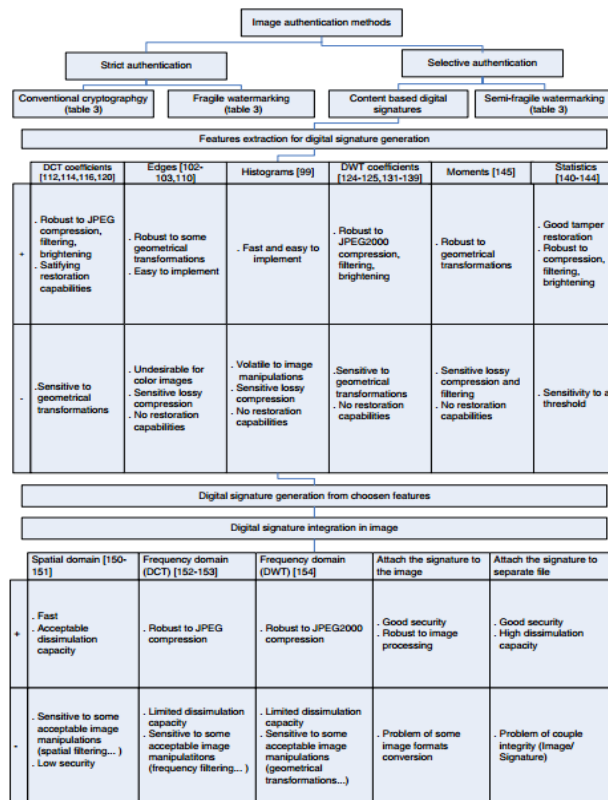 Image authentication methods
Strict authentication
Selective authentication
Conventional cryptograpghy
(table 3)
Fragile watermarking
(table 3)
Content based digital
signatures
Semi-fragile watermarking
(table 3)
Features extraction for digital signature generation
DCT coefficients
[112,114,116,120]
Edges [102-
103,110]
Histograms [99]
DWT coefficients
[124-125,131-139]
Moments [145]
Statistics
[140-144]
+
. Robust to JPEG
compression,
filtering,
brightening
. Satifying
restoration
capabilities
. Robust to some
geometrical
transformations
. Easy to implement
. Fast and easy to
implement
. Robust to
JPEG2000
compression,
filtering,
brightening
. Robust to
geometrical
transformations
. Good tamper
restoration
. Robust to
compression,
filtering,
brightening
-
.Sensitive to
geometrical
transformations
. Undesirable for
color images
. Sensitive lossy
compression
. No restoration
capabilities
. Volatile to image
manipulations
. Sensitive lossy
compression
. No restoration
capabilities
.Sensitive to
geometrical
transformations
. No restoration
capabilities
. Sensitive lossy
compression and
filtering
. No restoration
capabilities
. Sensitivity to a
threshold
Digital signature generation from choosen features
Digital signature integration in image
Spatial domain [150-
151]
Frequency domain
(DCT) [152-153]
Frequency domain
(DWT) [154]
Attach the signature to
the image
Attach the signature to
separate file
+
. Fast
. Acceptable
dissimulation
capacity
. Robust to JPEG
compression
. Robust to JPEG2000
compression
. Good security
. Robust to image
processing
. Good security
. High dissimulation
capacity
-
. Sensitive to some
acceptable image
manipulations
(spatial filtering... )
. Low security
. Limited dissimulation
capacity
. Sensitive to some
acceptable image
manipulatitons
(frequency filtering... )
. Limited dissimulation
capacity
. Sensitive to some
acceptable image
manipulations
(geometrical
transformations...)
. Problem of some
image formats
conversion
. Problem of couple
integrity (Image/
Signature)